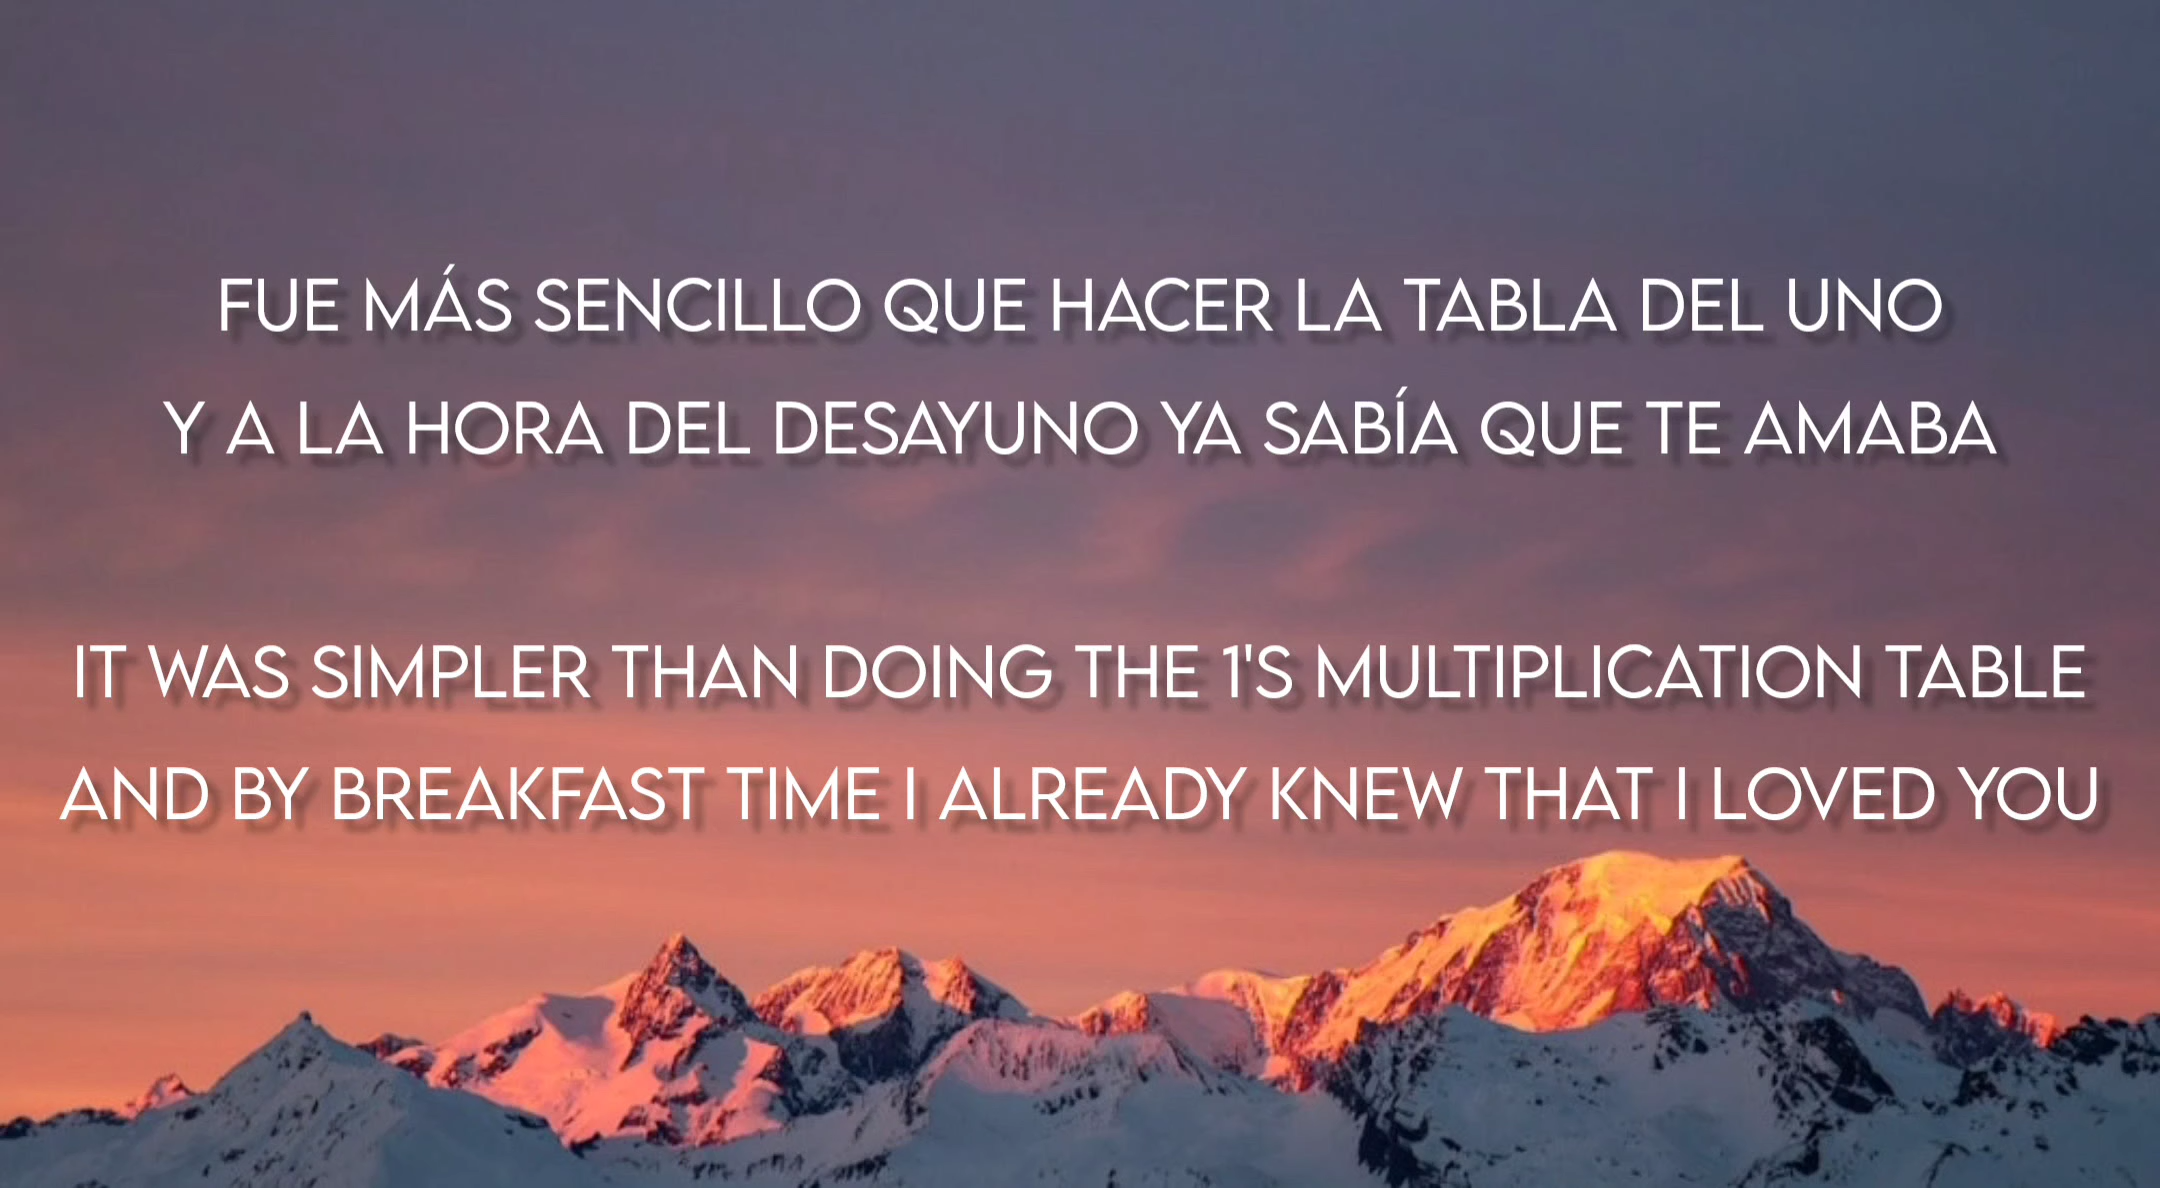 FUE MÁS SENCILLO QUE HACER LA TABLA DEL UNO
Y A LA HORA DEL DESAYUNO YA SABÍA QUE TE AMABA
IT WAS SIMPLER THAN DOING THE 1'S MULTIPLICATION TABLE
AND BY BREAKFAST TIME I ALREADY KNEW THAT I LOVED YOU